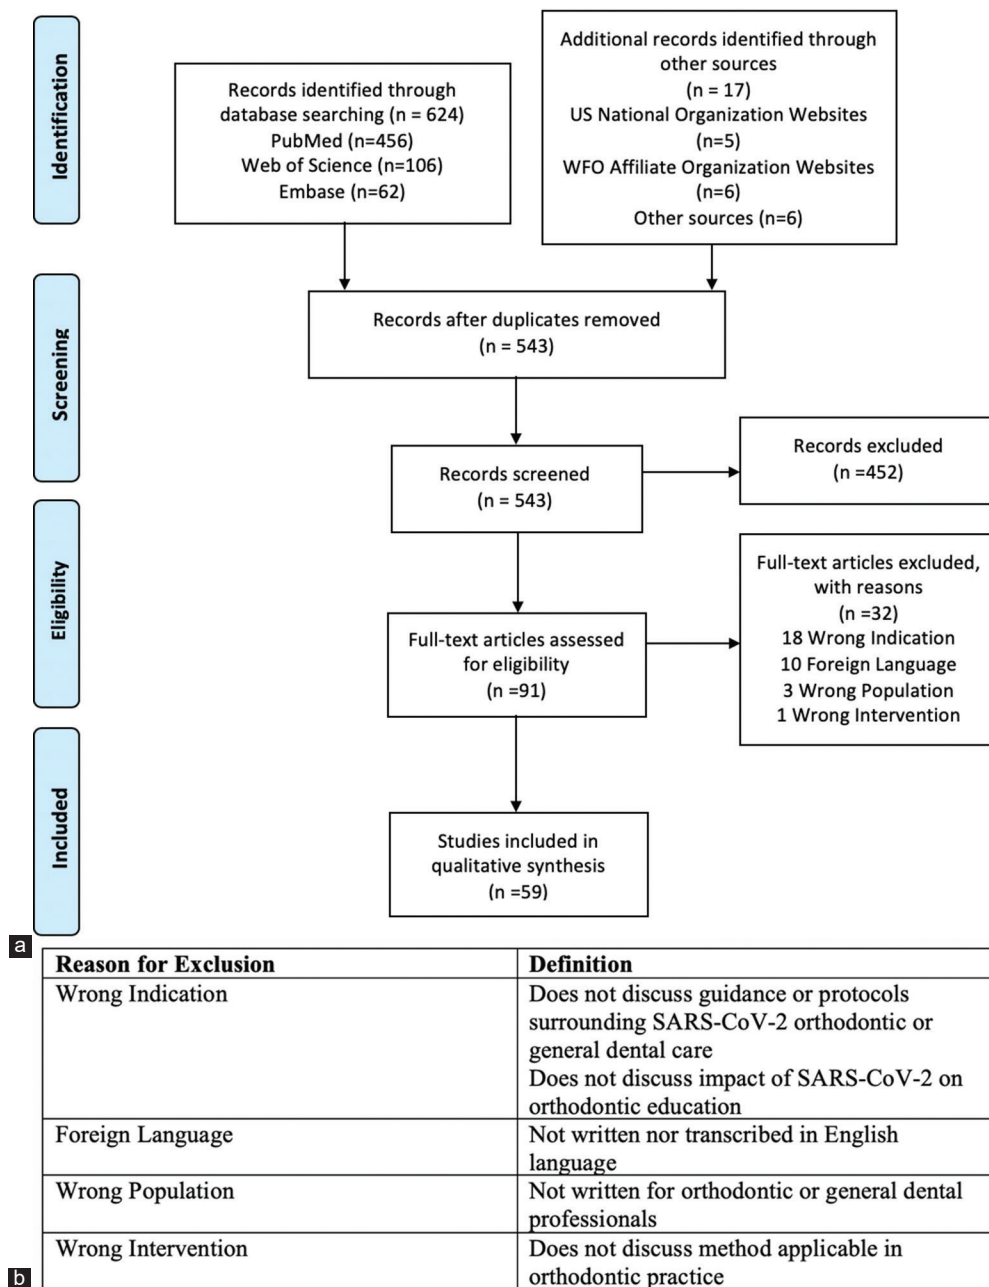 Identification
Records identified through
database searching (n = 624)
PubMed (n=456)
Web of Science (n=106)
Embase (n=62)
Additional records identified through
other sources
(n = 17)
US National Organization Websites
(n=5)
WFO Affiliate Organization Websites
(n=6)
Other sources (n=6)
Screening
Records after duplicates removed
(n = 543)
Records screened
(n = 543)
Records excluded
(n =452)
Eligibility
Full-text articles assessed
for eligibility
(n =91)
Full-text articles excluded,
with reasons
(n =32)
18 Wrong Indication
10 Foreign Language
3 Wrong Population
1 Wrong Intervention
Included
Studies included in
qualitative synthesis
(n =59)
a
Reason for Exclusion
Definition
Wrong Indication
Does not discuss guidance or protocols
surrounding SARS-CoV-2 orthodontic or
general dental care
Does not discuss impact of SARS-CoV-2 on
orthodontic education
Foreign Language
Not written nor transcribed in English
language
Wrong Population
Not written for orthodontic or general dental
professionals
Wrong Intervention
Does not discuss method applicable in
orthodontic practice
b